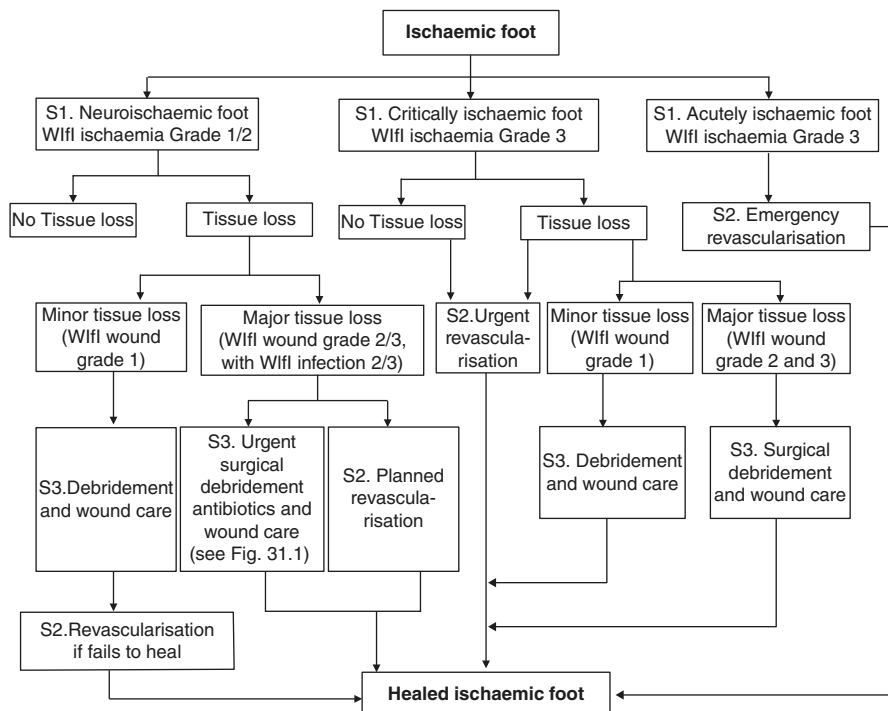 Ischaemic foot
S1. Neuroischaemic foot
WIfI ischaemia Grade 1/2
S1. Critically ischaemic foot
WIfI ischaemia Grade 3
S1. Acutely ischaemic foot
WIfI ischaemia Grade 3
No Tissue loss
Tissue loss
No Tissue loss
Tissue loss
S2. Emergency
revascularisation
Minor tissue loss
(WIfI wound
grade 1)
Major tissue loss
(WIfI wound grade 2/3,
with WIfI infection 2/3)
S2.Urgent
revascula-
risation
Minor tissue loss
(WIfI wound
grade 1)
Major tissue loss
(WIfI wound
grade 2 and 3)
S3.Debridement
and wound care
S3. Urgent
surgical
debridement
antibiotics and
wound care
(see Fig. 31.1)
S2. Planned
revascula-
risation
S3. Debridement
and wound care
S3. Surgical
debridement
and wound care
S2.Revascularisation
if fails to heal
Healed ischaemic foot